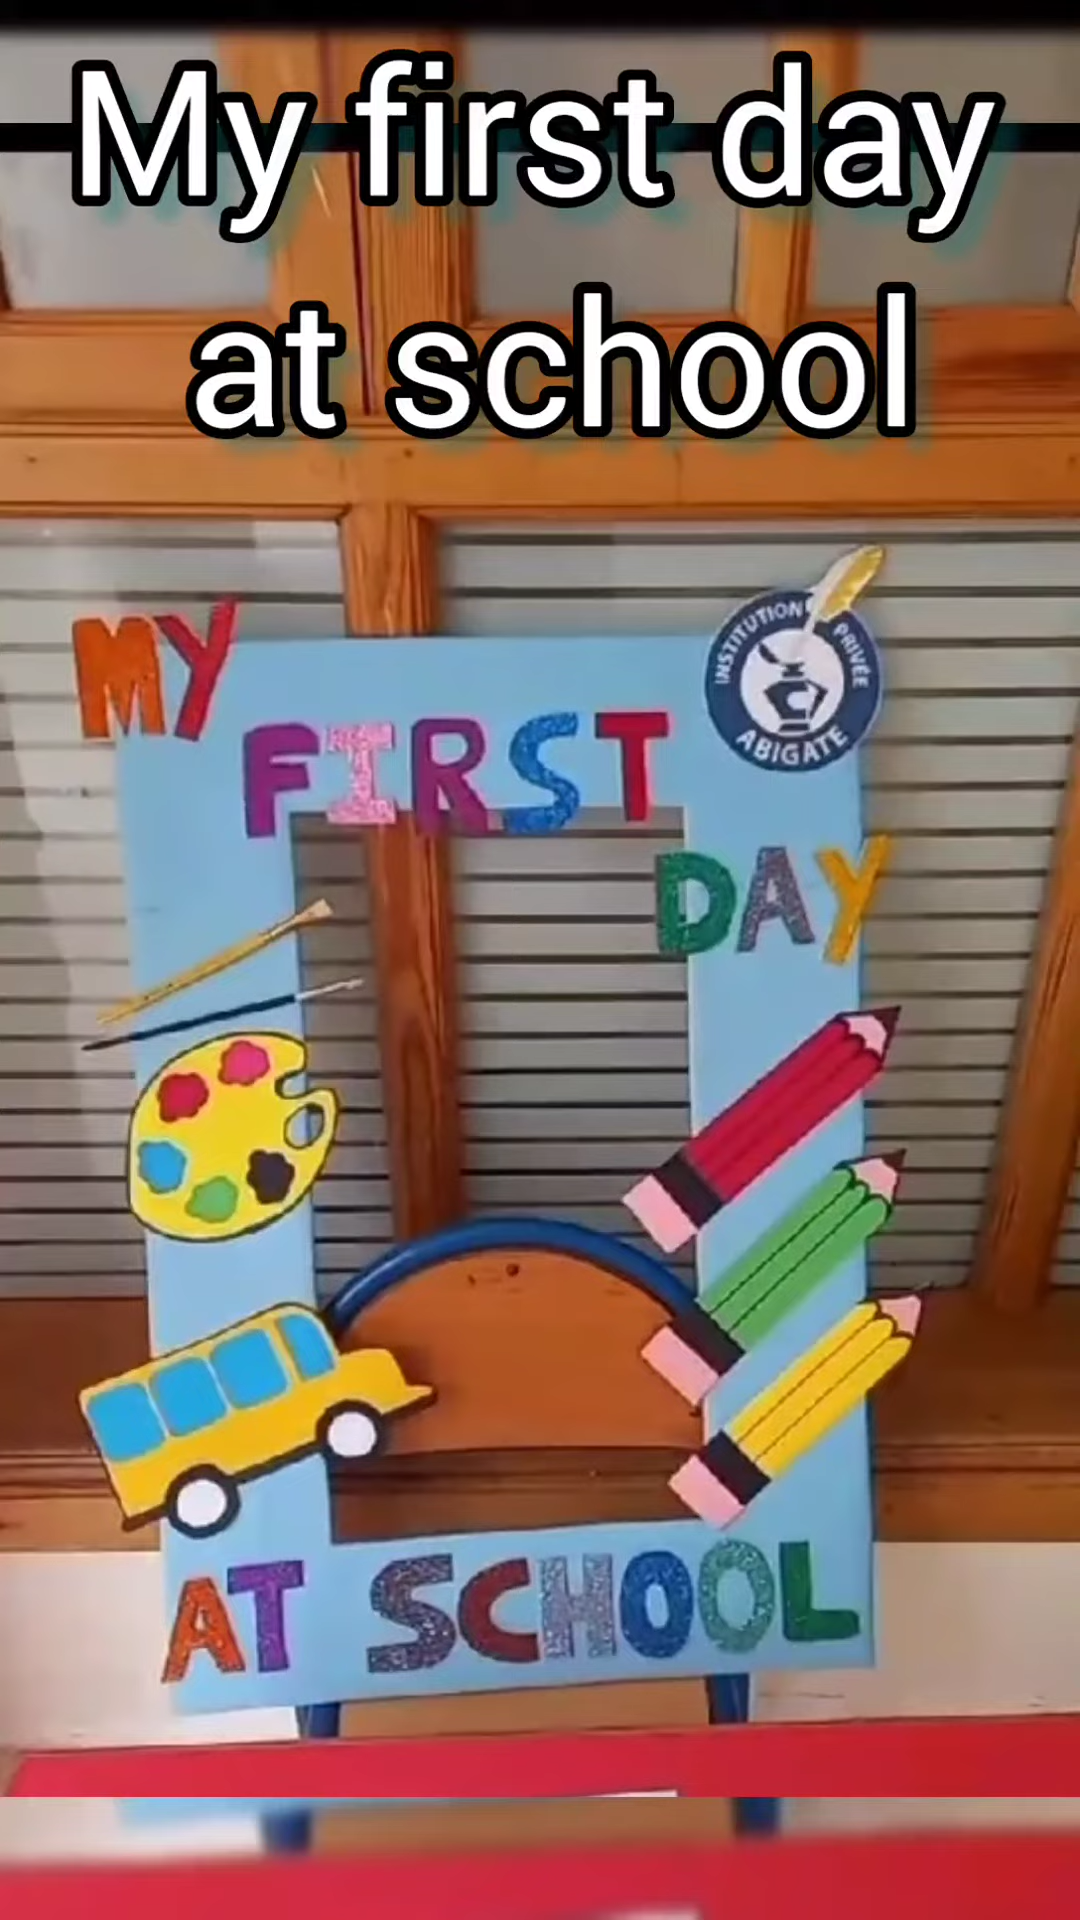 My first day
at school
MY
INSTITUTION PRIVÉE
ABIGATE
FIRST
DAY
AT SCHOOL